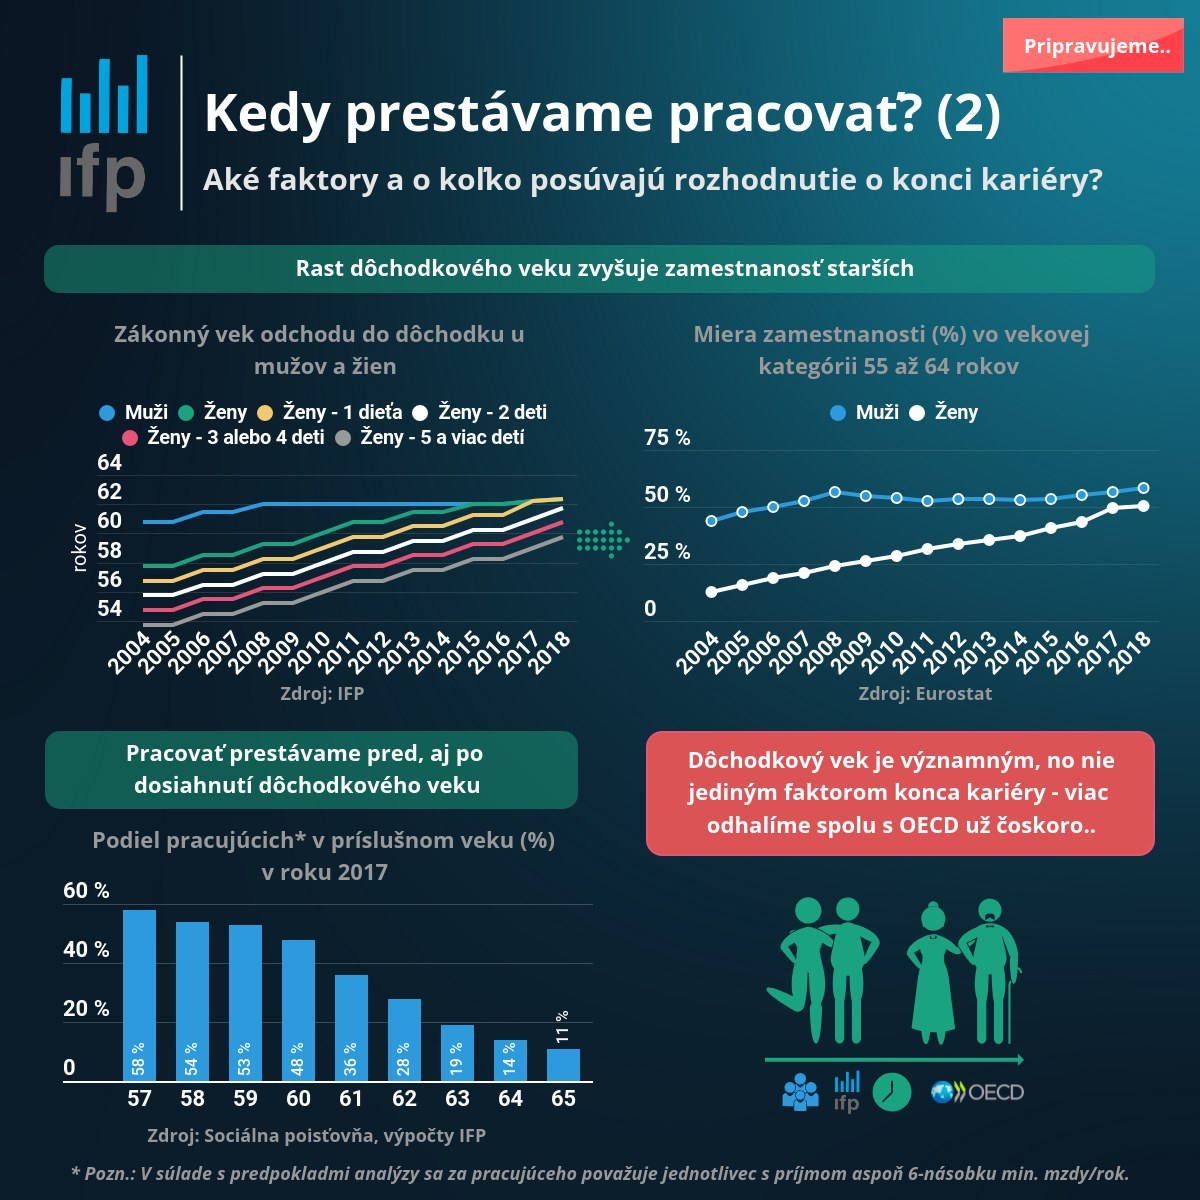 Pripravujeme..
ifp
Kedy prestávame pracovať? (2)
Aké faktory a o koľko posúvajú rozhodnutie o konci kariéry?
Rast dôchodkového veku zvyšuje zamestnanosť starších
Zákonný vek odchodu do dôchodku u
mužov a žien
Muži Ženy Ženy - 1 dieťa Ženy - 2 deti
Ženy - 3 alebo 4 deti Ženy - 5 a viac detí
rokov
64
62
60
58
56
54
2004 2005 2006 2007 2008 2009 2010 2011 2012 2013 2014 2015 2016 2017 2018
Zdroj: IFP
Miera zamestnanosti (%) vo vekovej
kategórii 55 až 64 rokov
Muži Ženy
75 %
50 %
25 %
0
2004 2005 2006 2007 2008 2009 2010 2011 2012 2013 2014 2015 2016 2017 2018
Zdroj: Eurostat
Pracovať prestávame pred, aj po
dosiahnutí dôchodkového veku
Podiel pracujúcich* v príslušnom veku (%)
v roku 2017
60 %
40 %
20 %
0
58 % 54 % 53 % 48 % 36 % 28 % 19 % 14 % 11 %
57 58 59 60 61 62 63 64 65
Zdroj: Sociálna poisťovňa, výpočty IFP
Dôchodkový vek je významným, no nie
jediným faktorom konca kariéry - viac
odhalíme spolu s OECD už čoskoro..
ifp
OECD
* Pozn.: V súlade s predpokladmi analýzy sa za pracujúceho považuje jednotlivec s príjmom aspoň 6-násobku min. mzdy/rok.